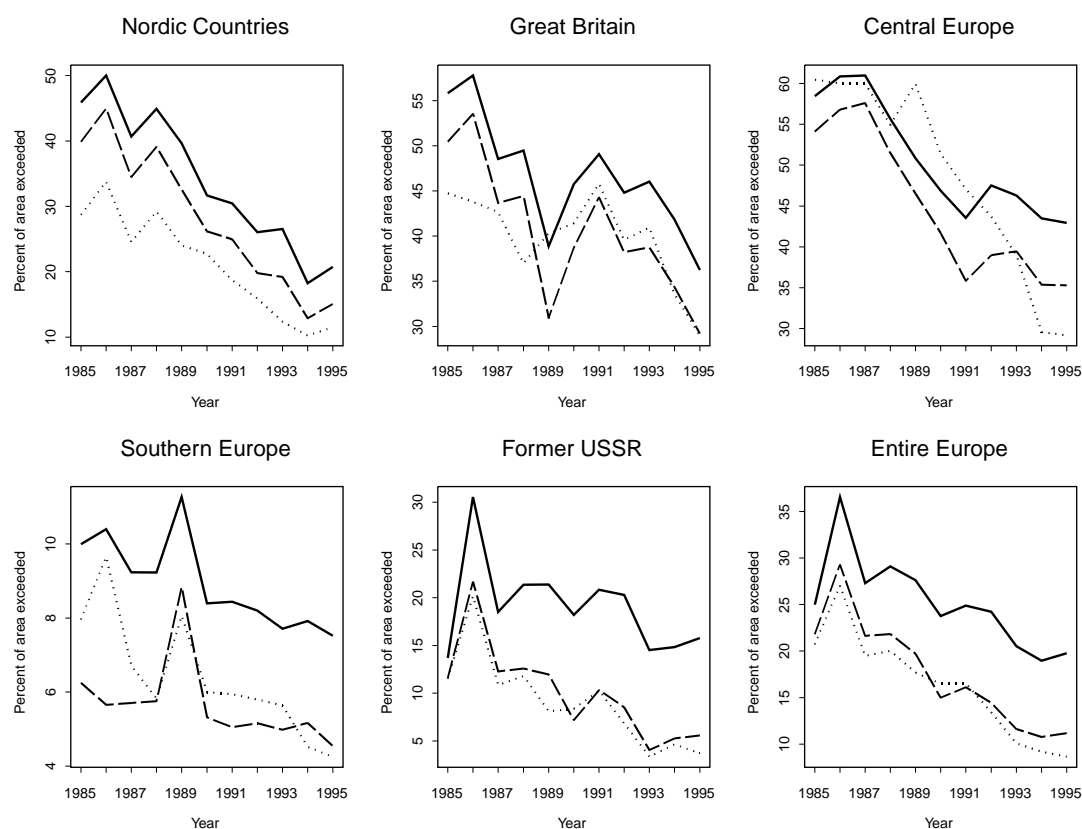 Nordic Countries
Percent of area exceeded
50
40
30
20
10
1985 1987 1989 1991 1993 1995
Year
Great Britain
Percent of area exceeded
55
50
45
40
35
30
1985 1987 1989 1991 1993 1995
Year
Central Europe
Percent of area exceeded
60
55
50
45
40
35
30
1985 1987 1989 1991 1993 1995
Year
Southern Europe
Percent of area exceeded
10
8
6
4
1985 1987 1989 1991 1993 1995
Year
Former USSR
Percent of area exceeded
30
25
20
15
10
5
1985 1987 1989 1991 1993 1995
Year
Entire Europe
Percent of area exceeded
35
30
25
20
15
10
1985 1987 1989 1991 1993 1995
Year